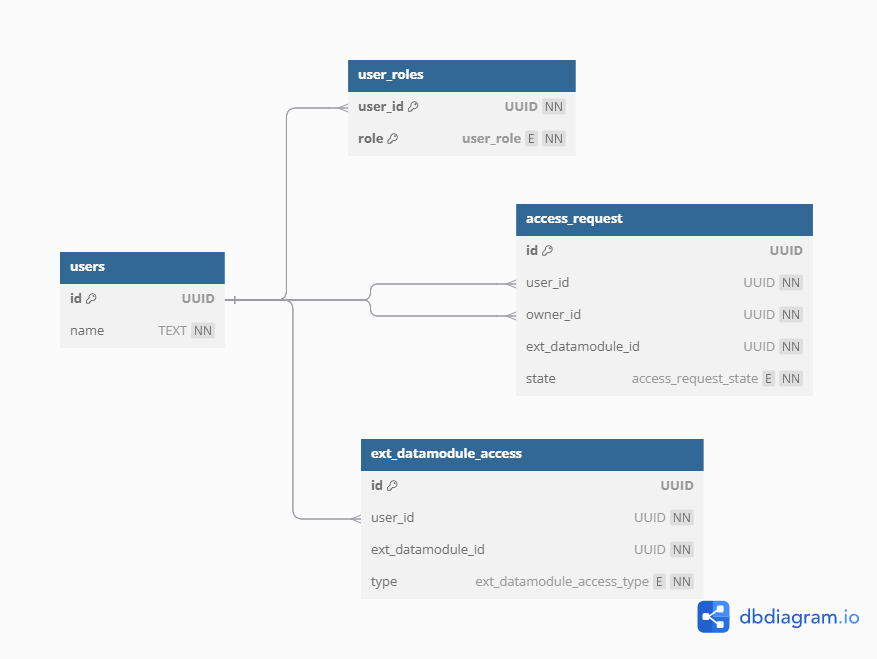 user_roles
user_id UUID NN
role user_role E NN
access_request
id UUID
user_id UUID NN
owner_id UUID NN
ext_datamodule_id UUID NN
state access_request_state E NN
users
id UUID
name TEXT NN
ext_datamodule_access
id UUID
user_id UUID NN
ext_datamodule_id UUID NN
type ext_datamodule_access_type E NN
dbdiagram.io